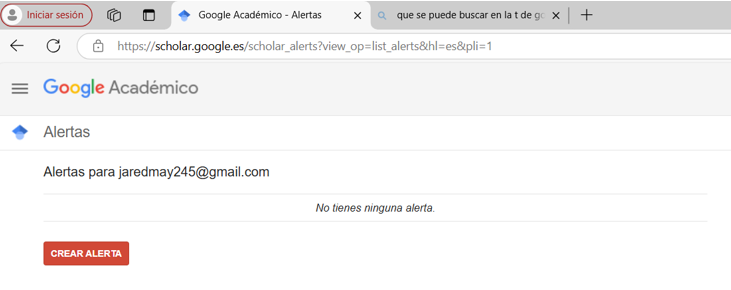 Iniciar sesión
Google Académico - Alertas
que se puede buscar en la t de go
https://scholar.google.es/scholar_alerts?view_op=list_alerts&hl=es&pli=1
Google Académico
Alertas
Alertas para jaredmay245@gmail.com
No tienes ninguna alerta.
CREAR ALERTA